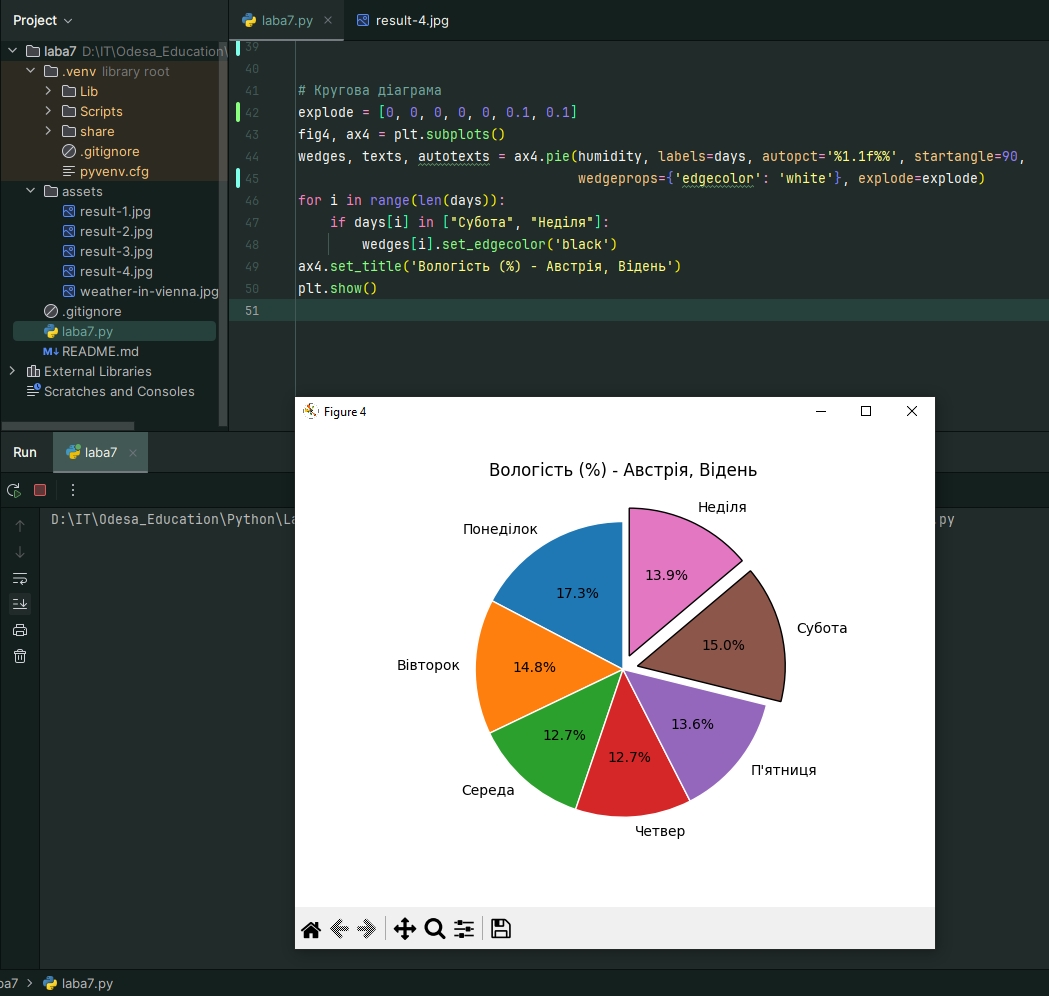 Project
laba7.py
result-4.jpg
laba7 D:\IT\Odesa_Education\
.venv library root
Lib
Scripts
share
.gitignore
pyvenv.cfg
assets
result-1.jpg
result-2.jpg
result-3.jpg
result-4.jpg
weather-in-vienna.jpg
.gitignore
laba7.py
README.md
External Libraries
Scratches and Consoles
39
40
41 # Кругова діаграма
42 explode = [0, 0, 0, 0, 0, 0.1, 0.1]
43 fig4, ax4 = plt.subplots()
44 wedges, texts, autotexts = ax4.pie(humidity, labels=days, autopct='%1.1f%%', startangle=90,
45 wedgeprops={'edgecolor': 'white'}, explode=explode)
46 for i in range(len(days)):
47 if days[i] in ["Субота", "Неділя"]:
48 wedges[i].set_edgecolor('black')
49 ax4.set_title('Вологість (%) - Австрія, Відень')
50 plt.show()
51
Run
laba7
D:\IT\Odesa_Education\Python\La
.py
Figure 4
Вологість (%) - Австрія, Відень
Неділя
Понеділок
13.9%
17.3%
Субота
15.0%
Вівторок
14.8%
13.6%
12.7%
12.7%
П'ятниця
Середа
Четвер
ba7 > laba7.py